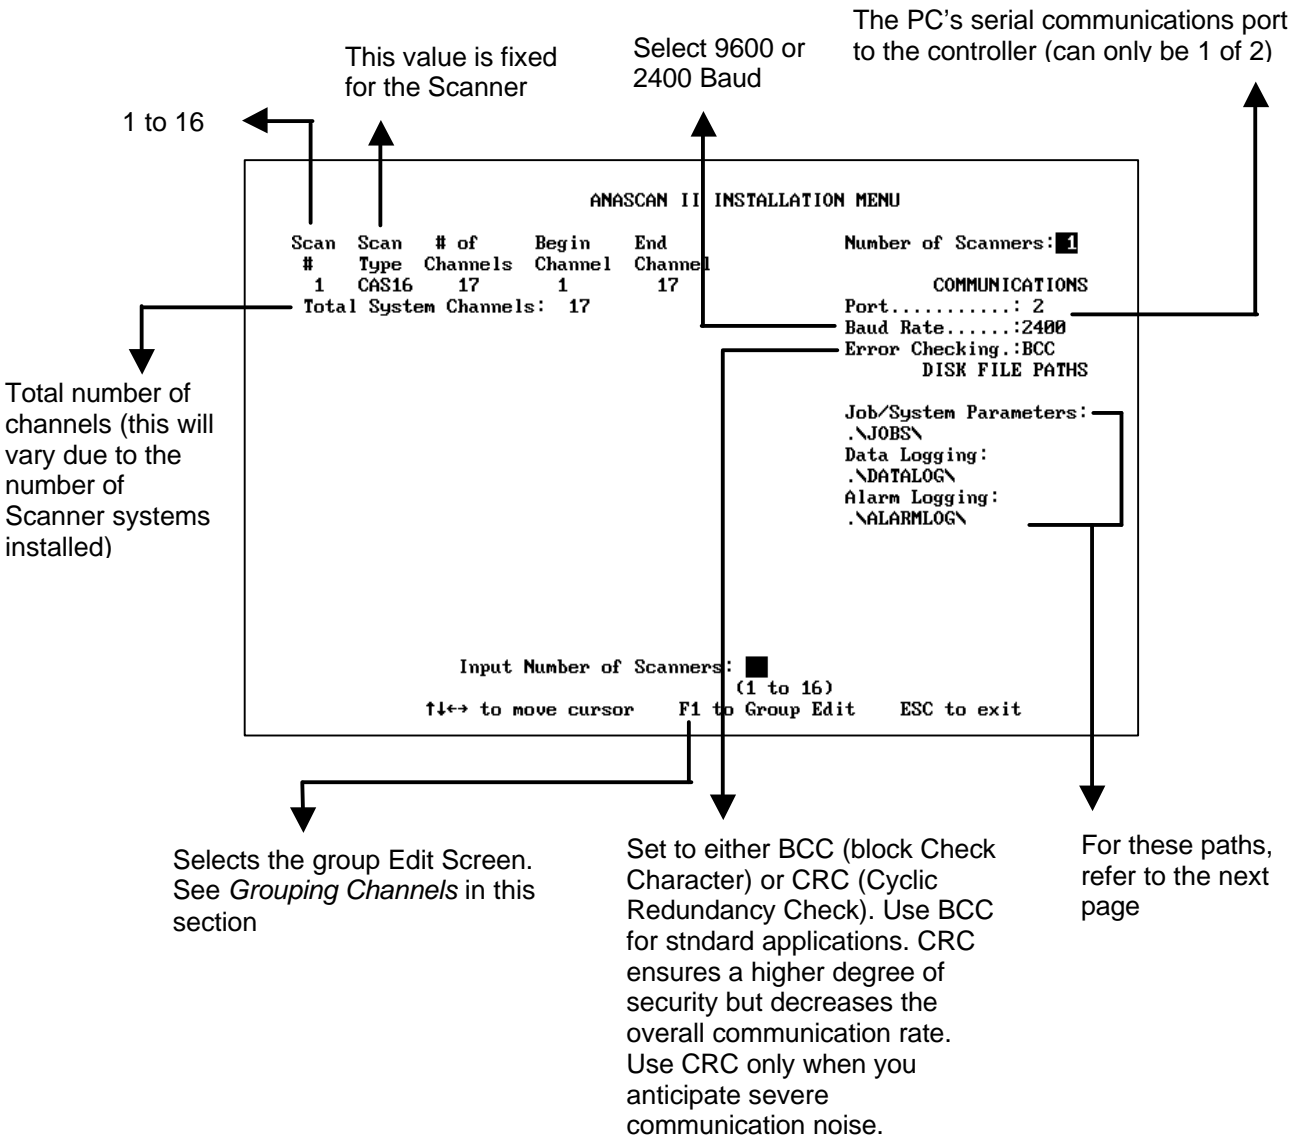 The PC's serial communications port
to the controller (can only be 1 of 2)
Select 9600 or
2400 Baud
This value is fixed
for the Scanner
1 to 16
ANASCAN II INSTALLATION MENU
Scan Scan # of Begin End
# Type Channels Channel Channel
1 CAS16 17 1 17
Total System Channels: 17
Number of Scanners: 1
COMMUNICATIONS
Port...........: 2
Baud Rate......:2400
Error Checking.:BCC
DISK FILE PATHS
Job/System Parameters:
.\JOBS\
Data Logging:
.\DATALOG\
Alarm Logging:
.\ALARMLOG\
Total number of
channels (this will
vary due to the
number of
Scanner systems
installed)
Input Number of Scanners:
(1 to 16)
↑↓←→ to move cursor F1 to Group Edit ESC to exit
Selects the group Edit Screen.
See Grouping Channels in this
section
Set to either BCC (block Check
Character) or CRC (Cyclic
Redundancy Check). Use BCC
for stndard applications. CRC
ensures a higher degree of
security but decreases the
overall communication rate.
Use CRC only when you
anticipate severe
communication noise.
For these paths,
refer to the next
page